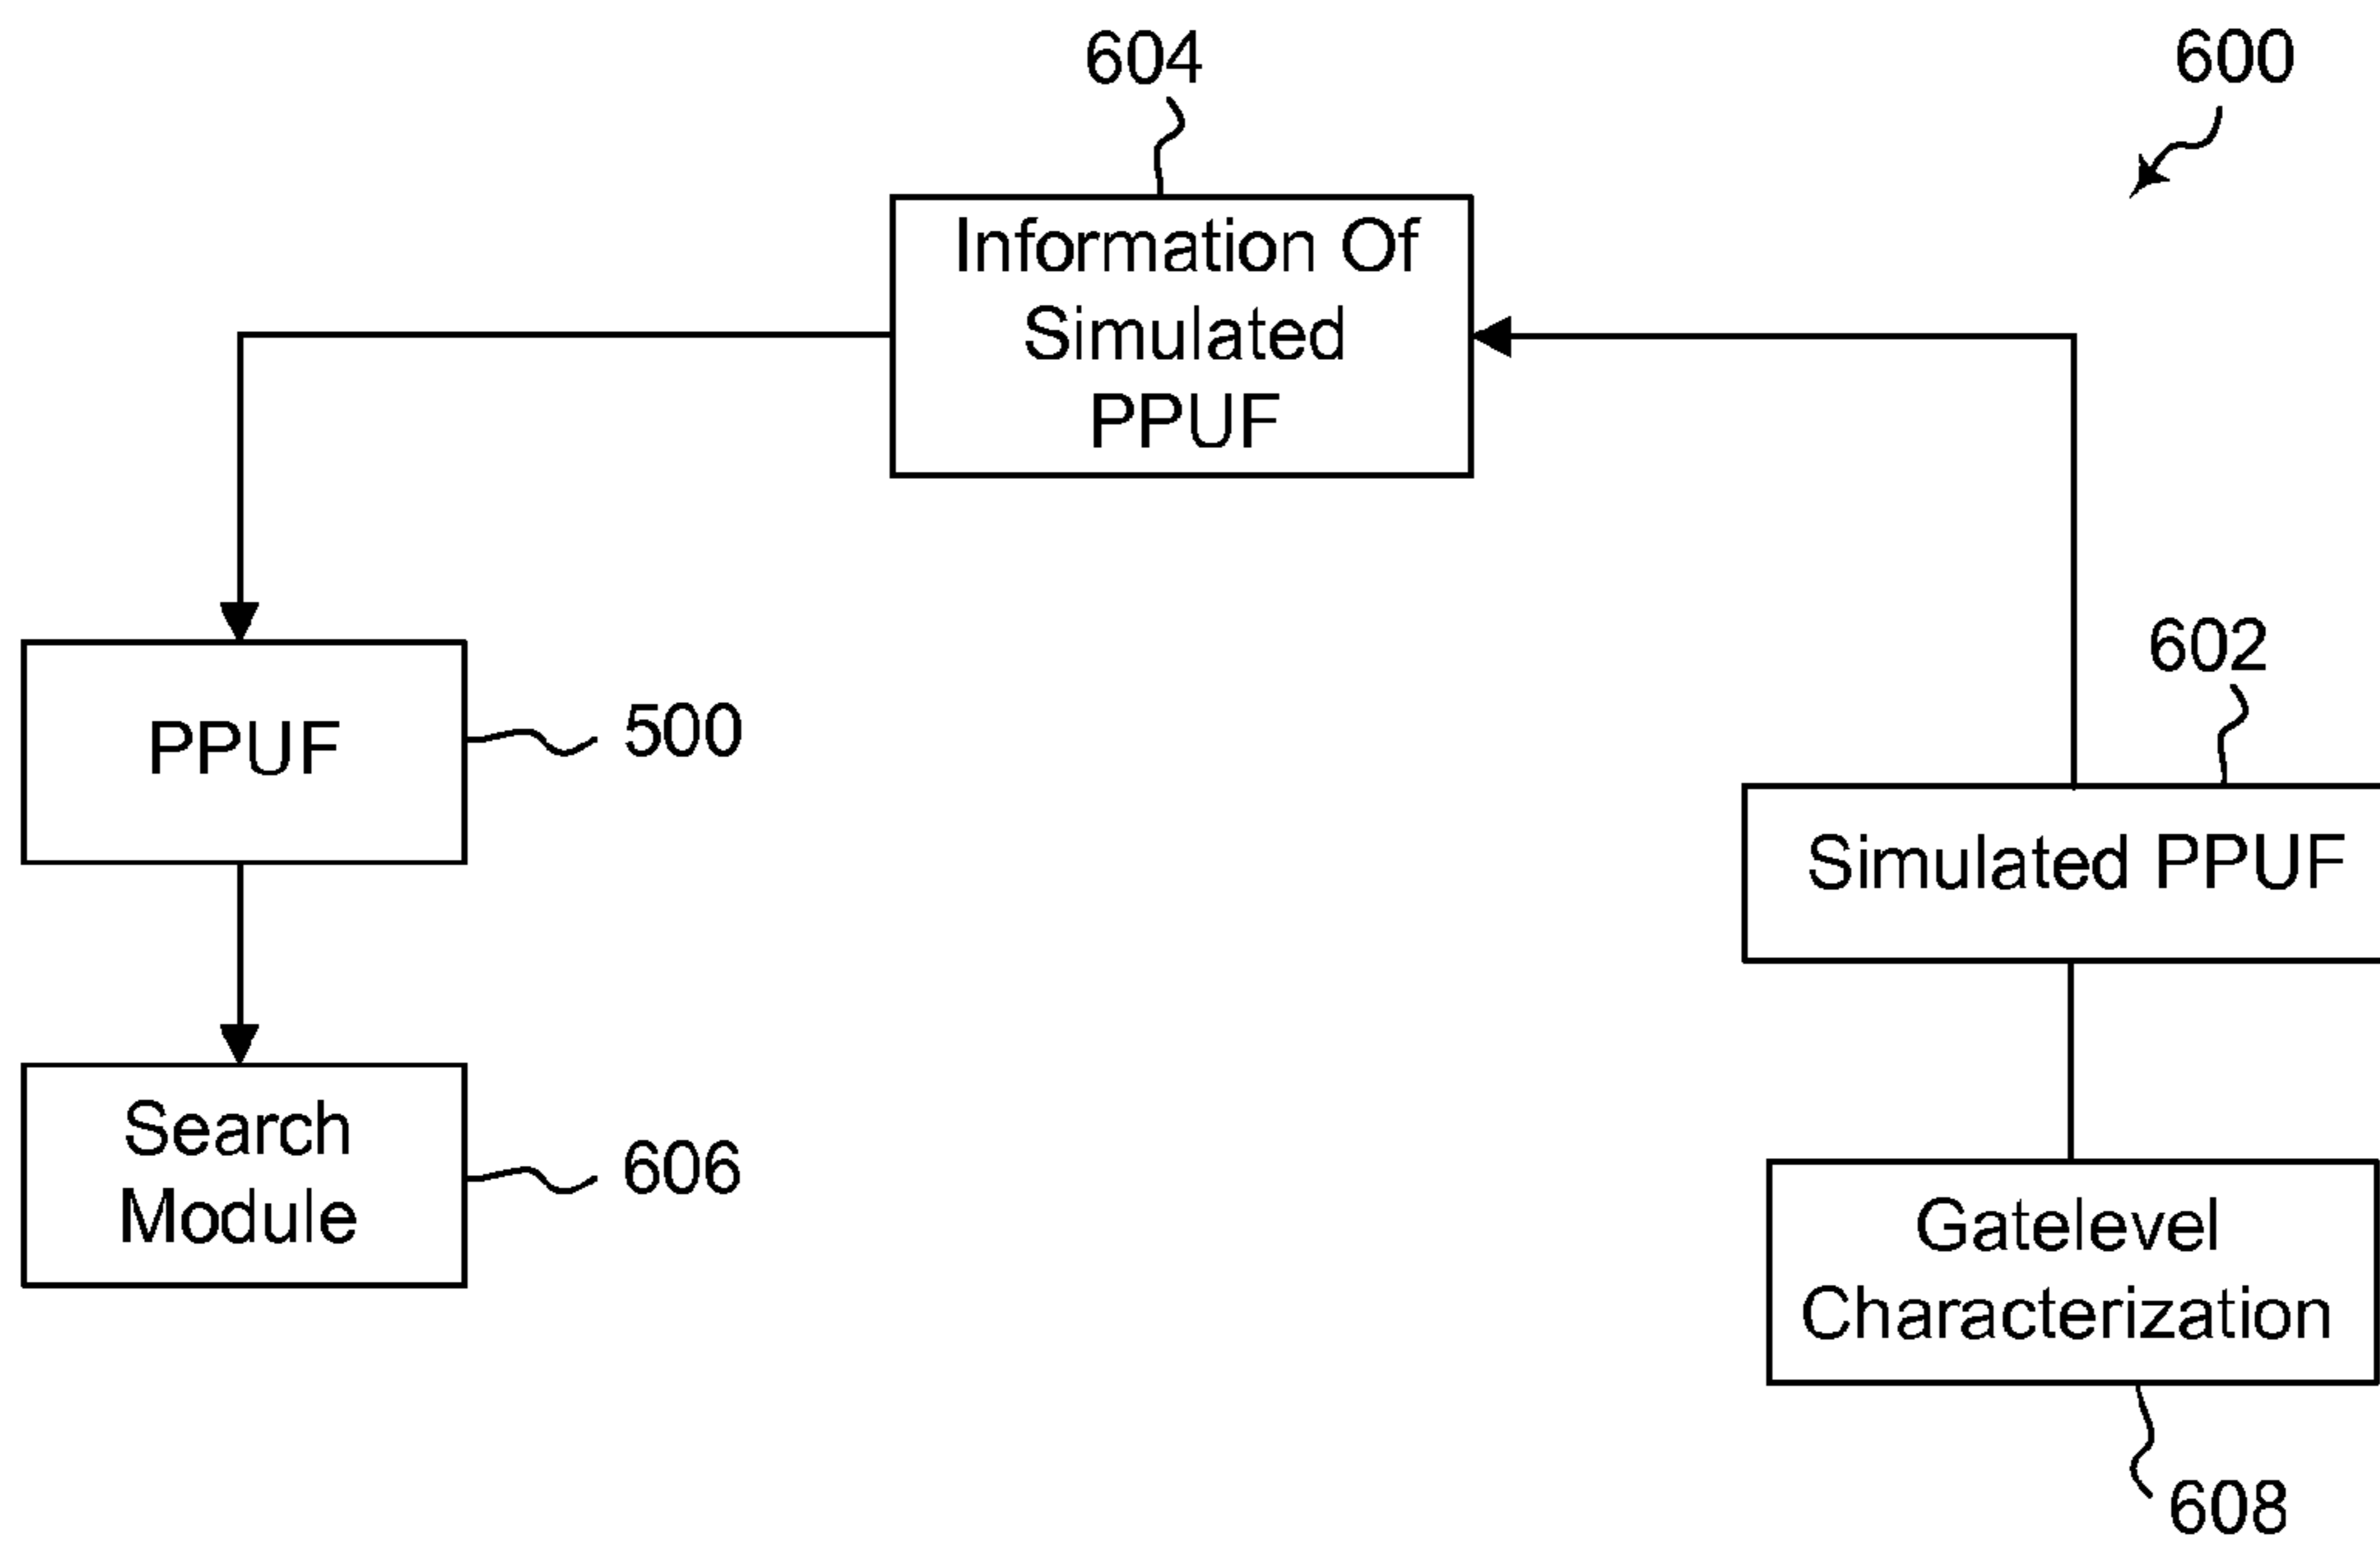 604
600
Information Of
Simulated
PPUF
602
PPUF
500
Simulated PPUF
Search
Module
606
Gatelevel
Characterization
608